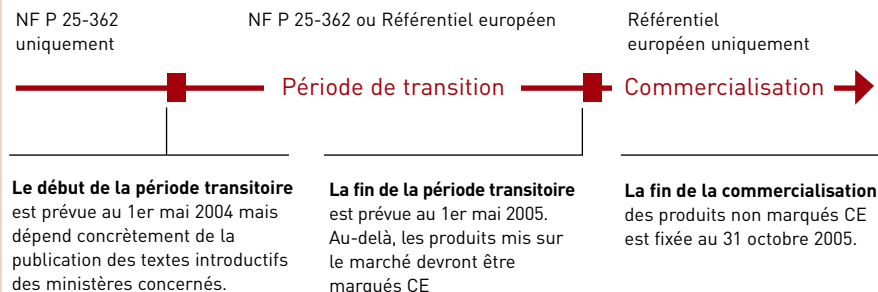 NF P 25-362
uniquement
NF P 25-362 ou Référentiel européen
Référentiel
européen uniquement
Période de transition
Commercialisation
Le début de la période transitoire
est prévue au 1er mai 2004 mais
dépend concrètement de la
publication des textes introductifs
des ministères concernés.
La fin de la période transitoire
est prévue au 1er mai 2005.
Au-delà, les produits mis sur
le marché devront être
marqués CE
La fin de la commercialisation
des produits non marqués CE
est fixée au 31 octobre 2005.